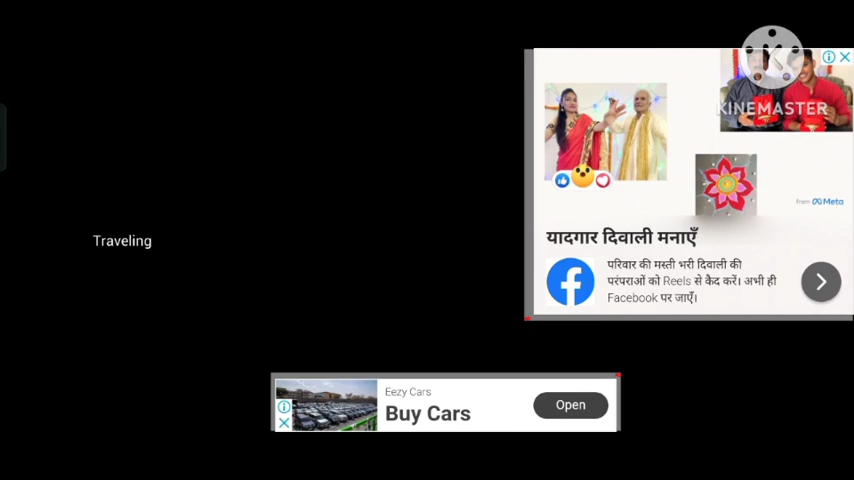 KINEMASTER
from Meta
Traveling
यादगार दिवाली मनाएँ
परिवार की मस्ती भरी दिवाली की
परंपराओं को Reels से कैद करें। अभी ही
Facebook पर जाएँ।
Eezy Cars
Buy Cars
Open